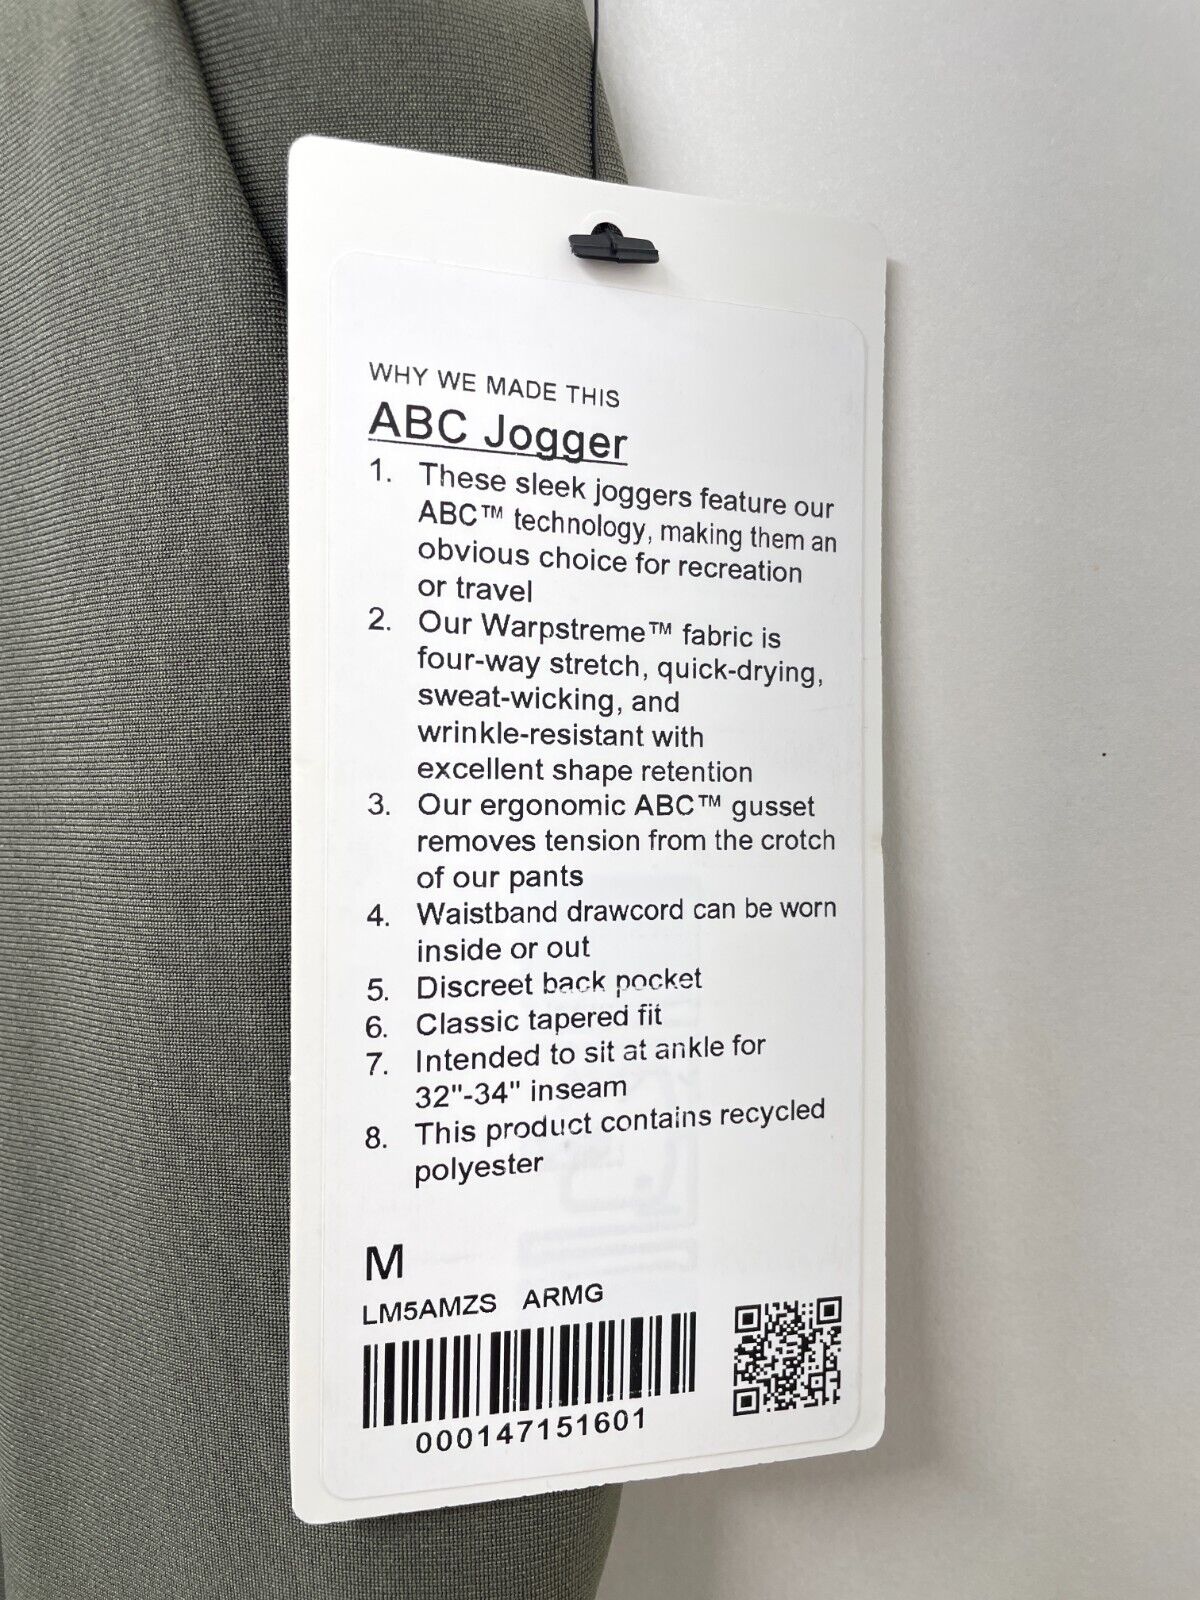 WHY WE MADE THIS
ABC Jogger
1. These sleek joggers feature our
ABC™ technology, making them an
obvious choice for recreation
or travel
2. Our Warpstreme™ fabric is
four-way stretch, quick-drying,
sweat-wicking, and
wrinkle-resistant with
excellent shape retention
3. Our ergonomic ABC™ gusset
removes tension from the crotch
of our pants
4. Waistband drawcord can be worn
inside or out
5. Discreet back pocket
6. Classic tapered fit
7. Intended to sit at ankle for
32"-34" inseam
8. This product contains recycled
polyester
M
LM5AMZS ARMG
000147151601